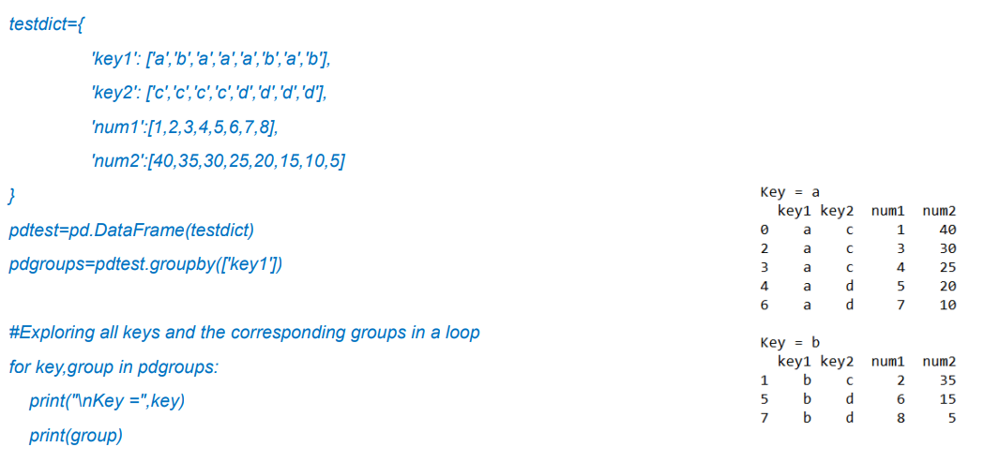 testdict={
'key1': ['a','b','a','a','a','b','a','b'],
'key2': ['c','c','c','c','d','d','d','d'],
'num1':[1,2,3,4,5,6,7,8],
'num2':[40,35,30,25,20,15,10,5]
}
pdtest=pd.DataFrame(testdict)
pdgroups=pdtest.groupby(['key1'])
#Exploring all keys and the corresponding groups in a loop
for key,group in pdgroups:
print("\nKey =",key)
print(group)
Key = a
key1 key2 num1 num2
0 a c 1 40
2 a c 3 30
3 a c 4 25
4 a d 5 20
6 a d 7 10
Key = b
key1 key2 num1 num2
1 b c 2 35
5 b d 6 15
7 b d 8 5